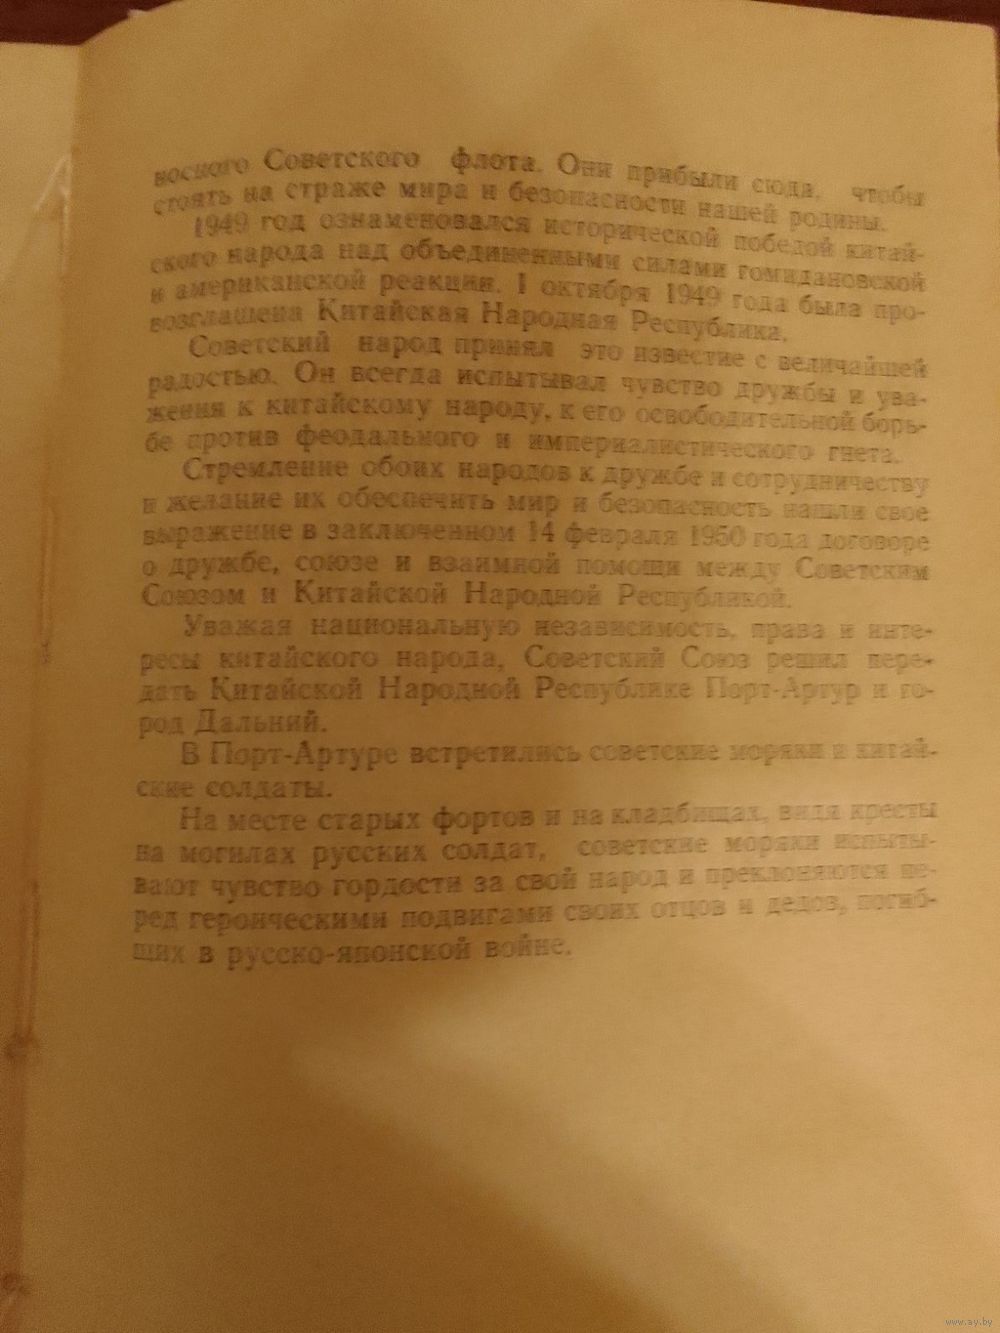 носного Советского флота. Они прибыли сюда, чтобы
стоять на страже мира и безопасности нашей родины.
1949 год ознаменовался исторической победой китай-
ского народа над объединенными силами гоминдановской
и американской реакции. 1 октября 1949 года была про-
возглашена Китайская Народная Республика.
Советский народ принял это известие с величайшей
радостью. Он всегда испытывал чувство дружбы и ува-
жения к китайскому народу, к его освободительной борь-
бе против феодального и империалистического гнета.
Стремление обоих народов к дружбе и сотрудничеству
и желание их обеспечить мир и безопасность нашли свое
выражение в заключенном 14 февраля 1950 года договоре
о дружбе, союзе и взаимной помощи между Советским
Союзом и Китайской Народной Республикой.
Уважая национальную независимость, права и инте-
ресы китайского народа, Советский Союз решил пере-
дать Китайской Народной Республике Порт-Артур и го-
род Дальний.
В Порт-Артуре встретились советские моряки и китай-
ские солдаты.
На месте старых фортов и на кладбищах, видя кресты
на могилах русских солдат, советские моряки испыты-
вают чувство гордости за свой народ и преклоняются пе-
ред героическими подвигами своих отцов и дедов, погиб-
ших в русско-японской войне.
www.ay.by